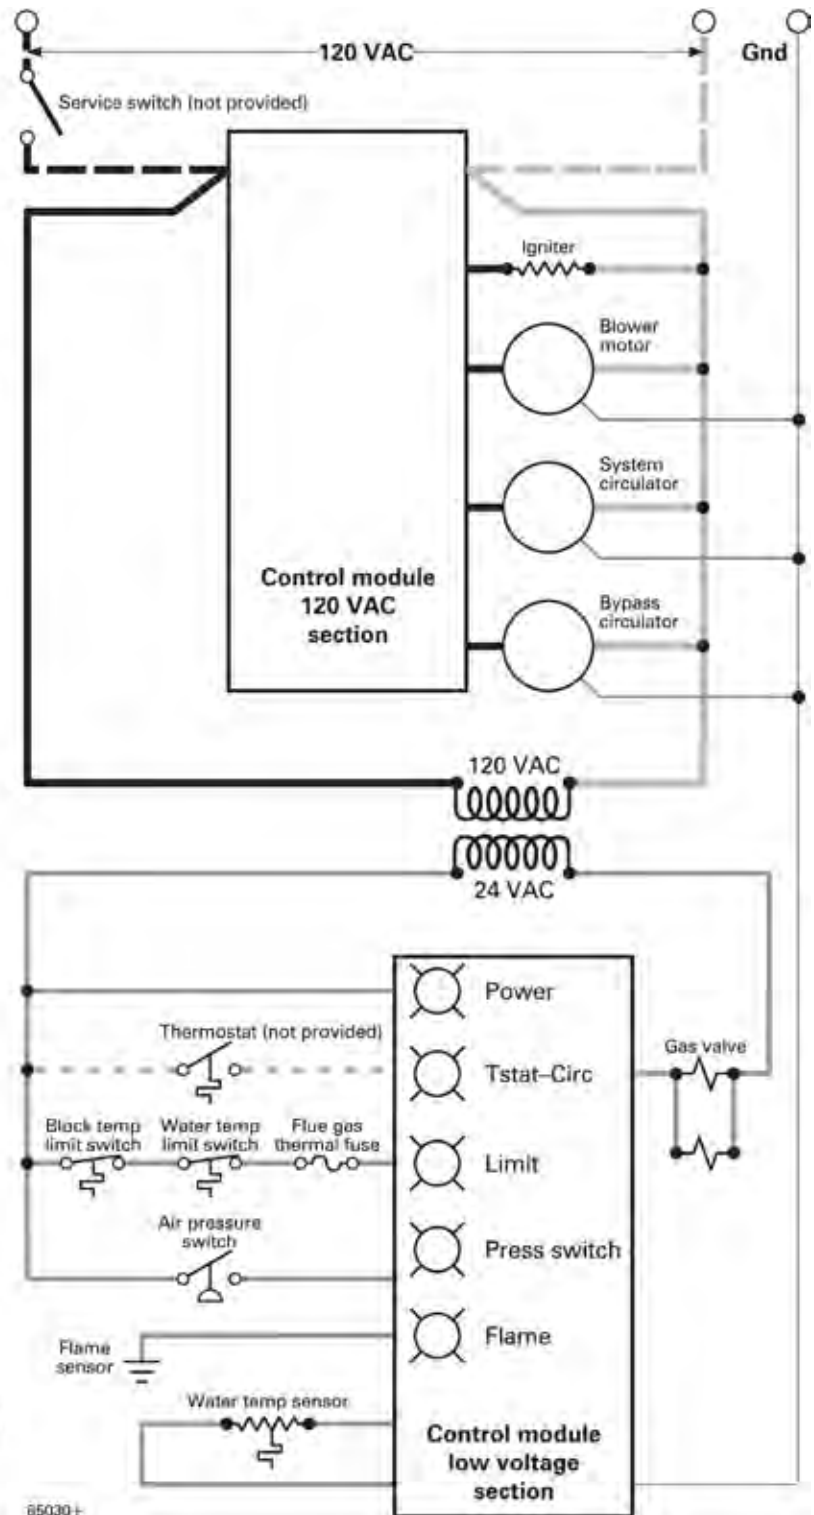 120 VAC
Gnd
Service switch (not provided)
Igniter
Blower
motor
System
circulator
Control module
120 VAC
section
Bypass
circulator
120 VAC
24 VAC
Power
Thermostat (not provided)
Tstat–Circ
Gas valve
Block temp
limit switch
Water temp
limit switch
Flue gas
thermal fuse
Limit
Air pressure
switch
Press switch
Flame
Flame
sensor
Water temp sensor
Control module
low voltage
section
65030+